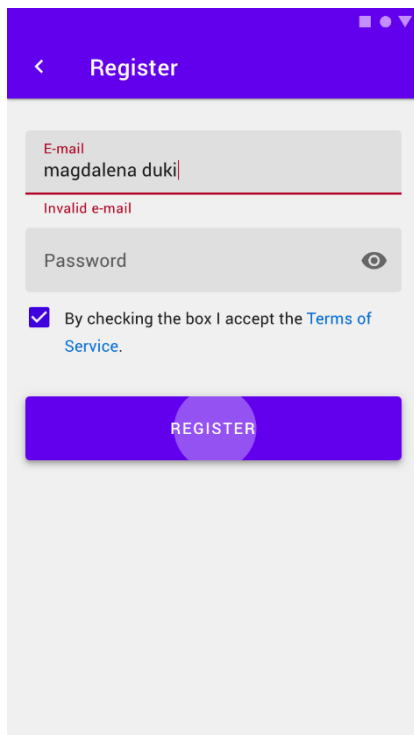 Register
E-mail
magdalena duki
Invalid e-mail
Password
By checking the box I accept the Terms of
Service.
REGISTER